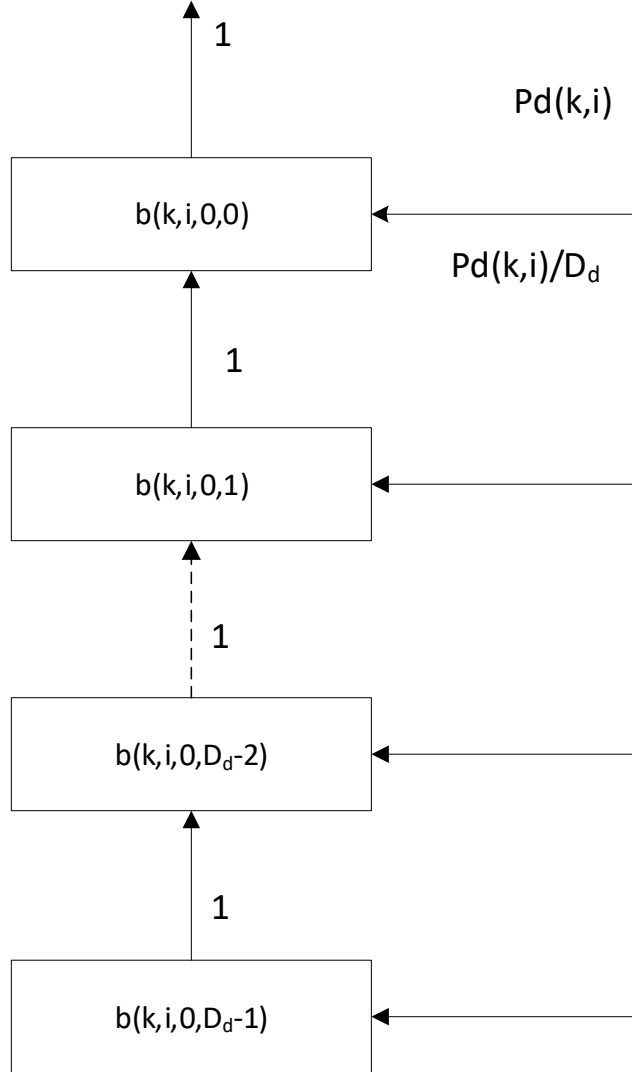 1
Pd(k,i)
b(k,i,0,0)
Pd(k,i)/Dd
1
b(k,i,0,1)
1
b(k,i,0,Dd-2)
1
b(k,i,0,Dd-1)